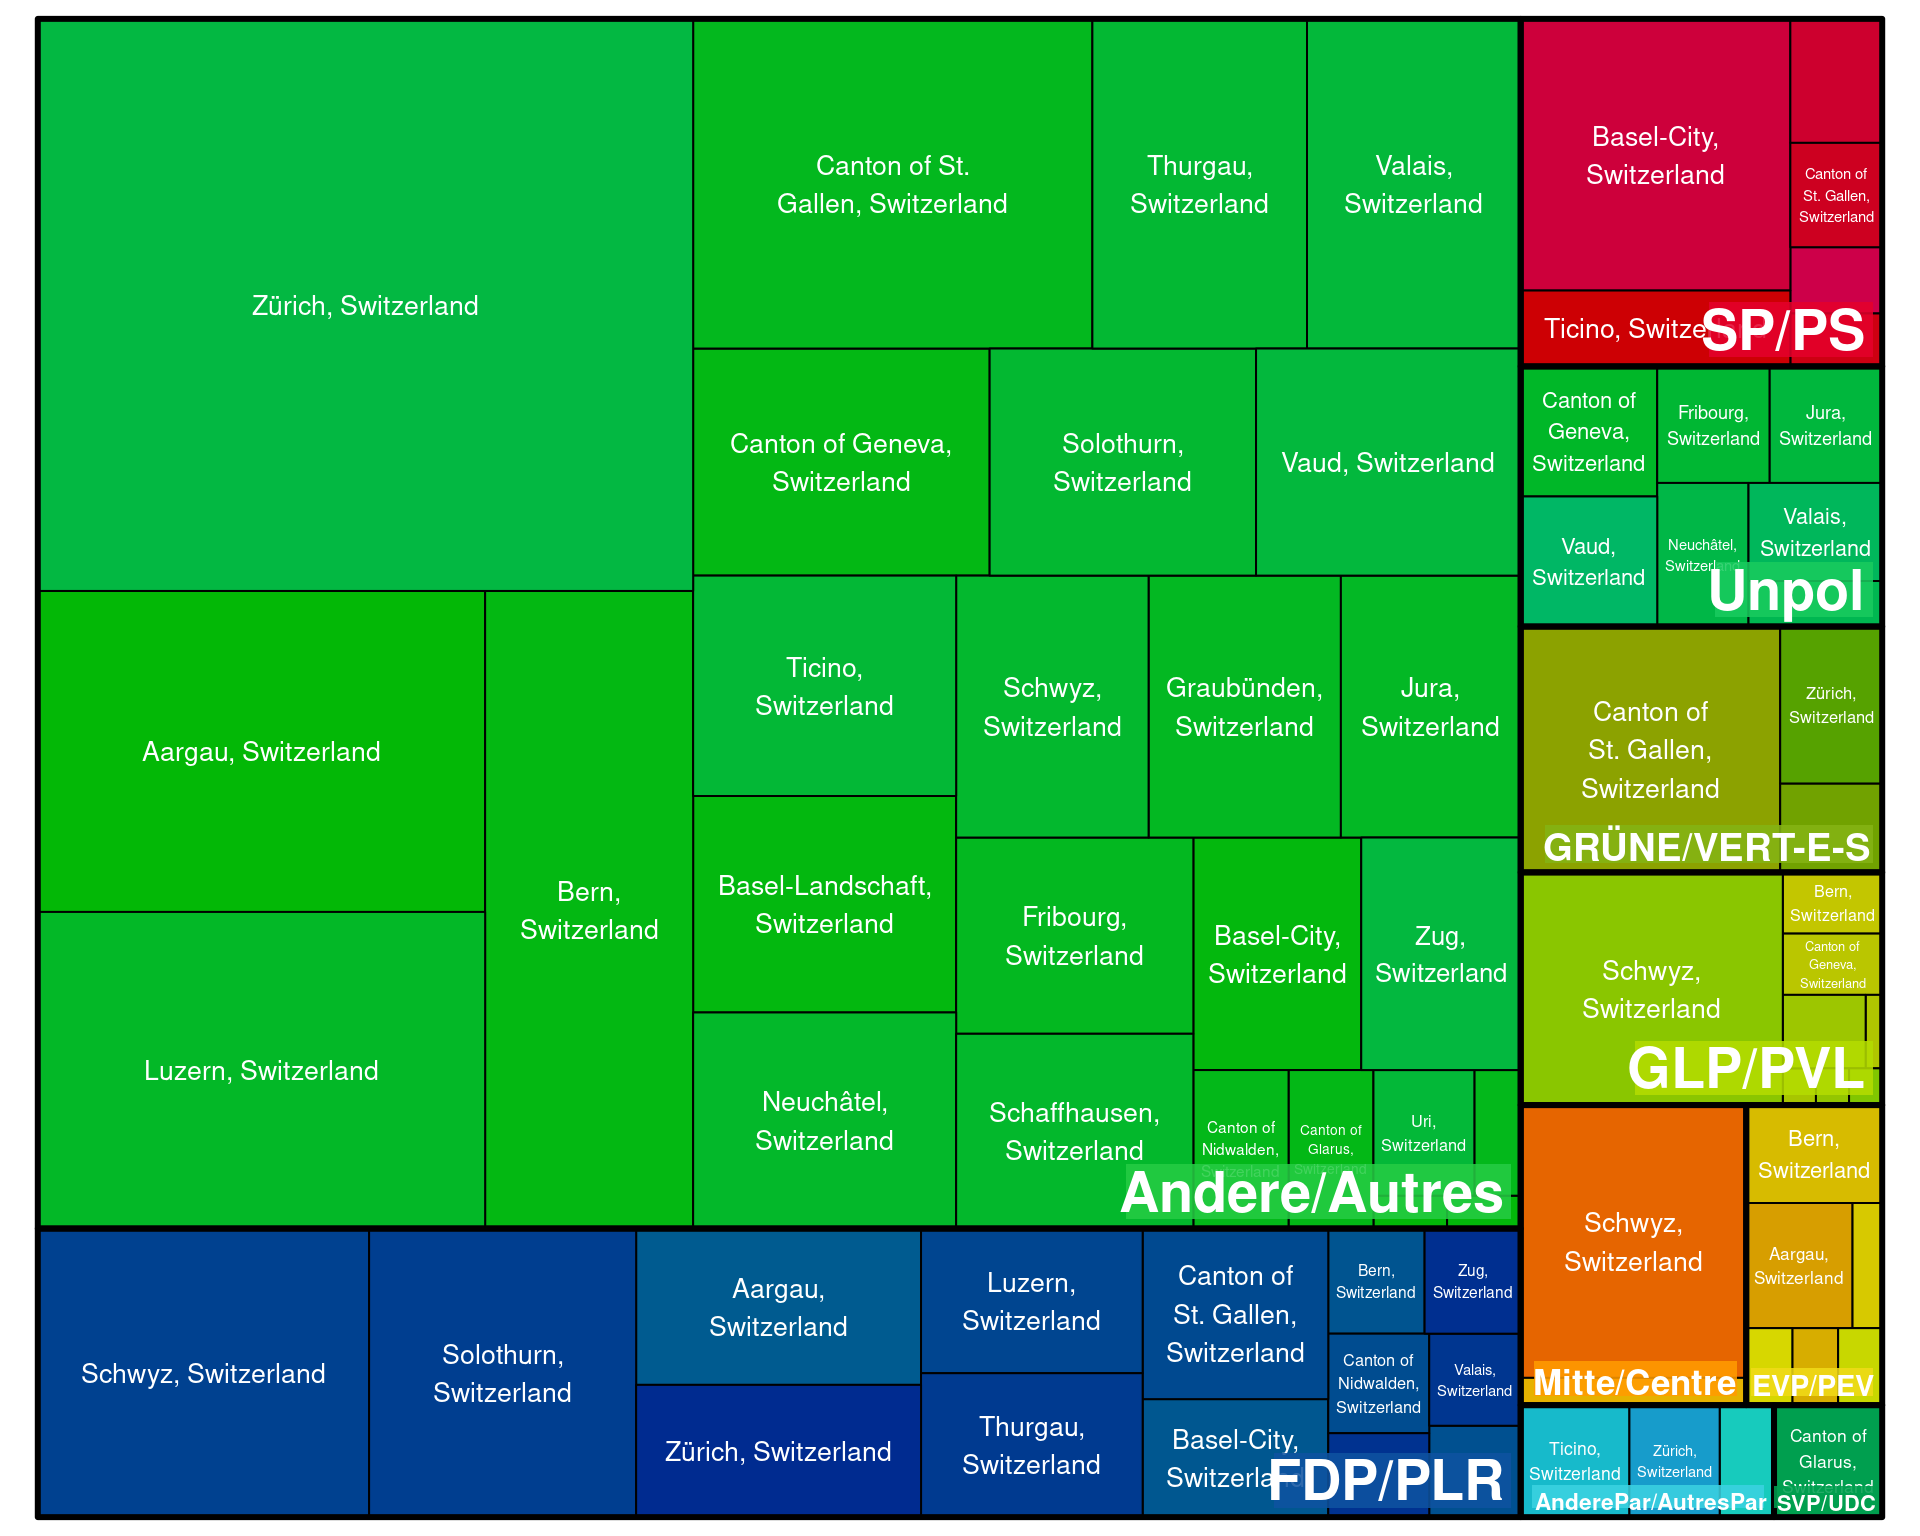 Zürich, Switzerland
Canton of St.
Gallen, Switzerland
Thurgau,
Switzerland
Valais,
Switzerland
Canton of Geneva,
Switzerland
Solothurn,
Switzerland
Vaud, Switzerland
Aargau, Switzerland
Bern,
Switzerland
Luzern, Switzerland
Ticino,
Switzerland
Schwyz,
Switzerland
Graubünden,
Switzerland
Jura,
Switzerland
Basel-Landschaft,
Switzerland
Fribourg,
Switzerland
Basel-City,
Switzerland
Zug,
Switzerland
Neuchâtel,
Switzerland
Schaffhausen,
Switzerland
Canton of
Nidwalden,
Switzerland
Canton of
Glarus,
Switzerland
Uri,
Switzerland
Andere/Autres
Schwyz, Switzerland
Solothurn,
Switzerland
Aargau,
Switzerland
Zürich, Switzerland
Luzern,
Switzerland
Thurgau,
Switzerland
Canton of
St. Gallen,
Switzerland
Basel-City,
Switzerland
Bern,
Switzerland
Zug,
Switzerland
Canton of
Nidwalden,
Switzerland
Valais,
Switzerland
FDP/PLR
Basel-City,
Switzerland
Canton of
St. Gallen,
Switzerland
Ticino, Switzerland
SP/PS
Canton of
Geneva,
Switzerland
Fribourg,
Switzerland
Jura,
Switzerland
Vaud,
Switzerland
Neuchâtel,
Switzerland
Valais,
Switzerland
Unpol
Canton of
St. Gallen,
Switzerland
Zürich,
Switzerland
GRÜNE/VERT-E-S
Schwyz,
Switzerland
Bern,
Switzerland
Canton of
Geneva,
Switzerland
GLP/PVL
Schwyz,
Switzerland
Mitte/Centre
Bern,
Switzerland
Aargau,
Switzerland
EVP/PEV
Ticino,
Switzerland
Zürich,
Switzerland
AnderePar/AutresPar
Canton of
Glarus,
Switzerland
SVP/UDC